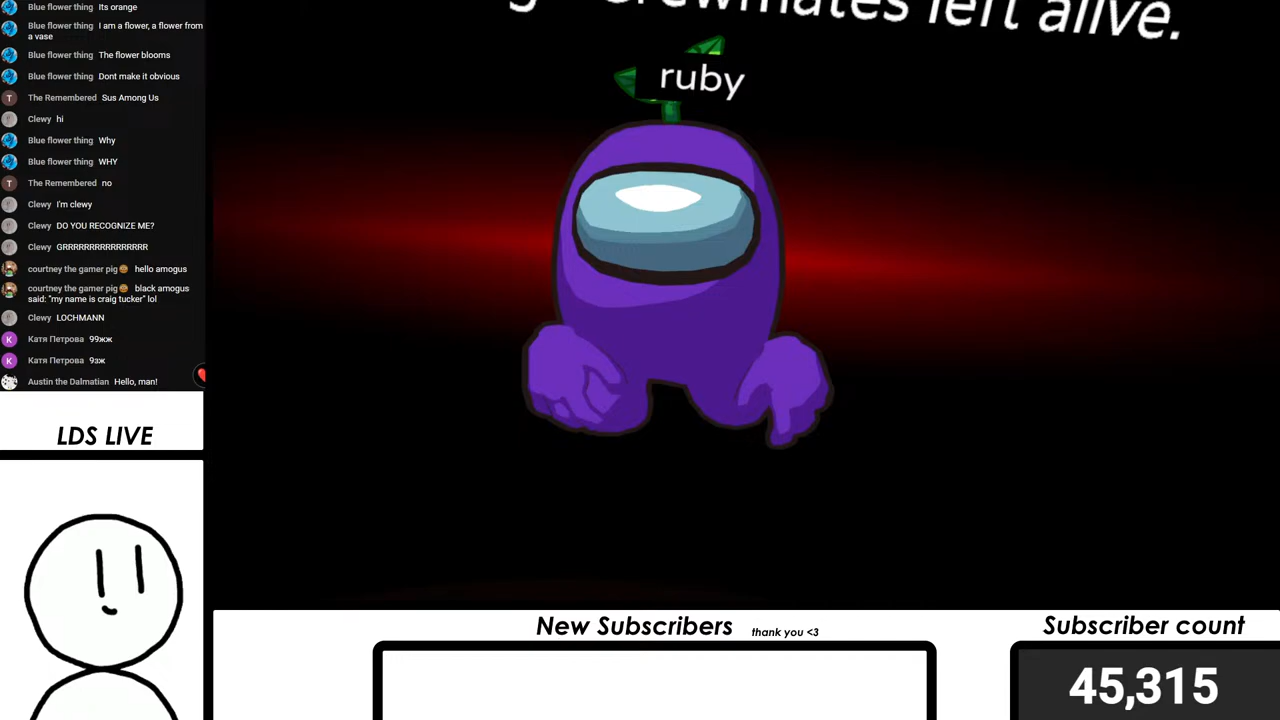 Blue flower thing Its orange
Blue flower thing I am a flower, a flower from
a vase
Blue flower thing The flower blooms
Blue flower thing Dont make it obvious
T The Remembered Sus Among Us
Clewy hi
Blue flower thing Why
Blue flower thing WHY
T The Remembered no
Clewy I'm clewy
Clewy DO YOU RECOGNIZE ME?
Clewy GRRRRRRRRRRRRRRRR
courtney the gamer pig🍪 hello amogus
courtney the gamer pig🍪 black amogus
said: "my name is craig tucker" lol
Clewy LOCHMANN
К Катя Петрова 99жж
К Катя Петрова 9зж
Austin the Dalmatian Hello, man!
LDS LIVE
Crewmates left alive.
ruby
New Subscribers thank you <3
Subscriber count
45,315